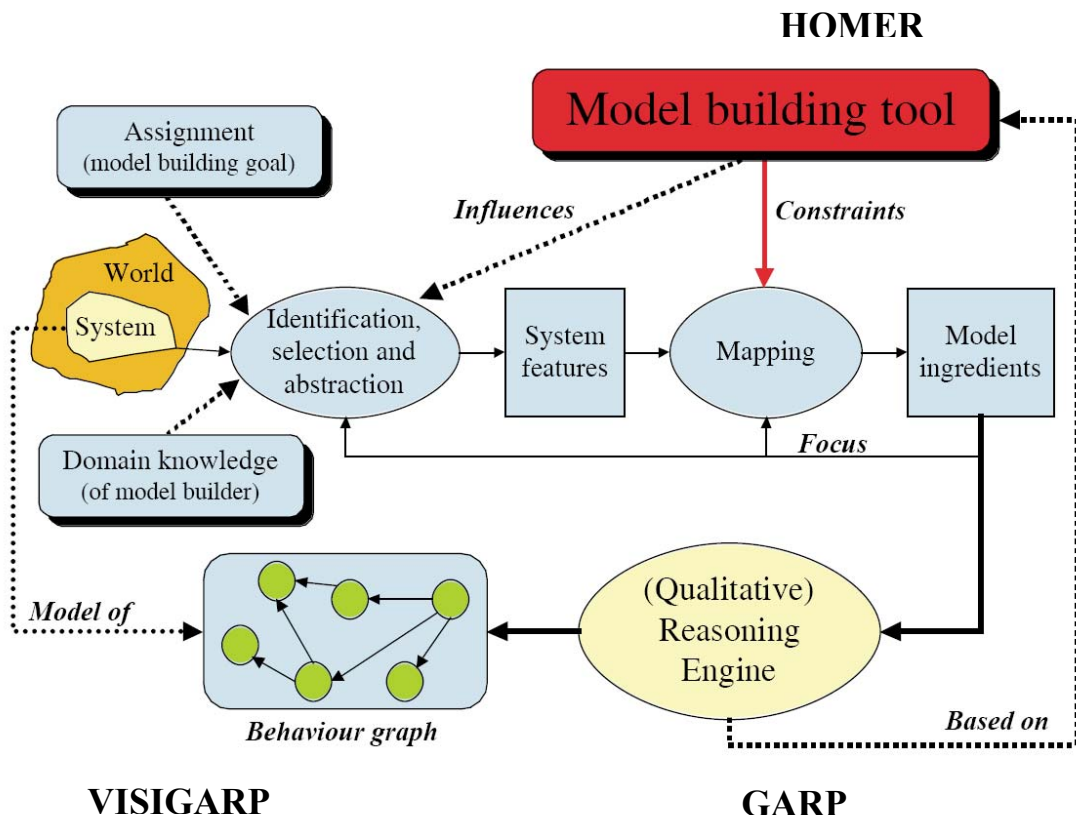 HOMER
Model building tool
Assignment
(model building goal)
Influences
Constraints
World
System
Identification,
selection and
abstraction
System
features
Mapping
Model
ingredients
Focus
Domain knowledge
(of model builder)
Model of
(Qualitative)
Reasoning
Engine
Behaviour graph
Based on
VISIGARP
GARP